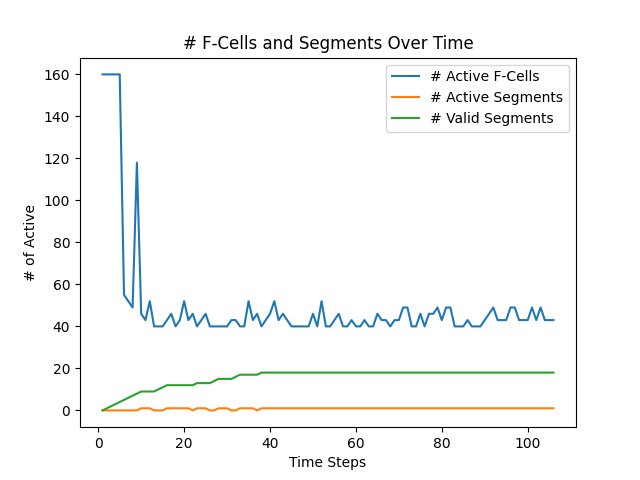 # F-Cells and Segments Over Time
# Active F-Cells
# Active Segments
# Valid Segments
# of Active
160
140
120
100
80
60
40
20
0
0 20 40 60 80 100
Time Steps